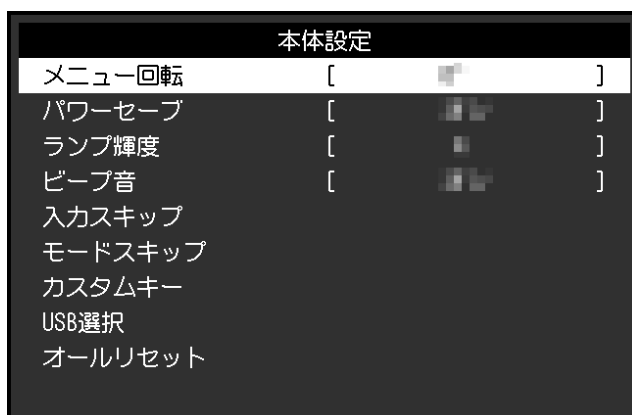 本体設定
メニュー回転 [ ]
パワーセーブ [ ]
ランプ輝度 [ ]
ビープ音 [ ]
入力スキップ
モードスキップ
カスタムキー
USB選択
オールリセット